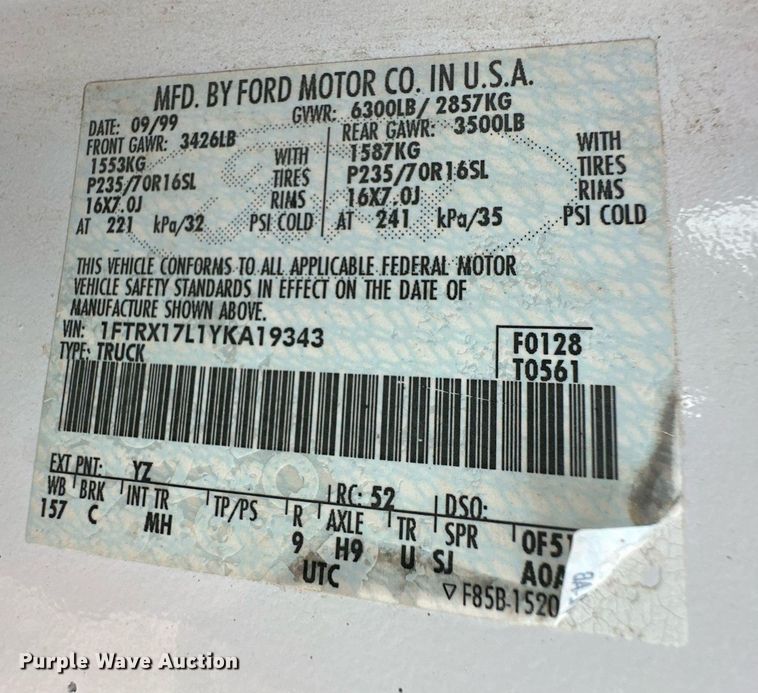 MFD. BY FORD MOTOR CO. IN U.S.A.
DATE: 09/99 GVWR: 6300LB/ 2857KG
FRONT GAWR: 3426LB REAR GAWR: 3500LB
1553KG WITH 1587KG WITH
P235/70R16SL TIRES P235/70R16SL TIRES
16X7.0J RIMS 16X7.0J RIMS
AT 221 kPa/32 PSI COLD AT 241 kPa/35 PSI COLD
THIS VEHICLE CONFORMS TO ALL APPLICABLE FEDERAL MOTOR
VEHICLE SAFETY STANDARDS IN EFFECT ON THE DATE OF
MANUFACTURE SHOWN ABOVE.
VIN: 1FTRX17L1YKA19343 F0128
TYPE: TRUCK T0561
EXT PNT: YZ RC: 52 DSO:
WB BRK INT TR TP/PS R AXLE TR SPR 0F51
157 C MH 9 H9 U SJ
UTC ▽ F85B-1520
Purple Wave Auction